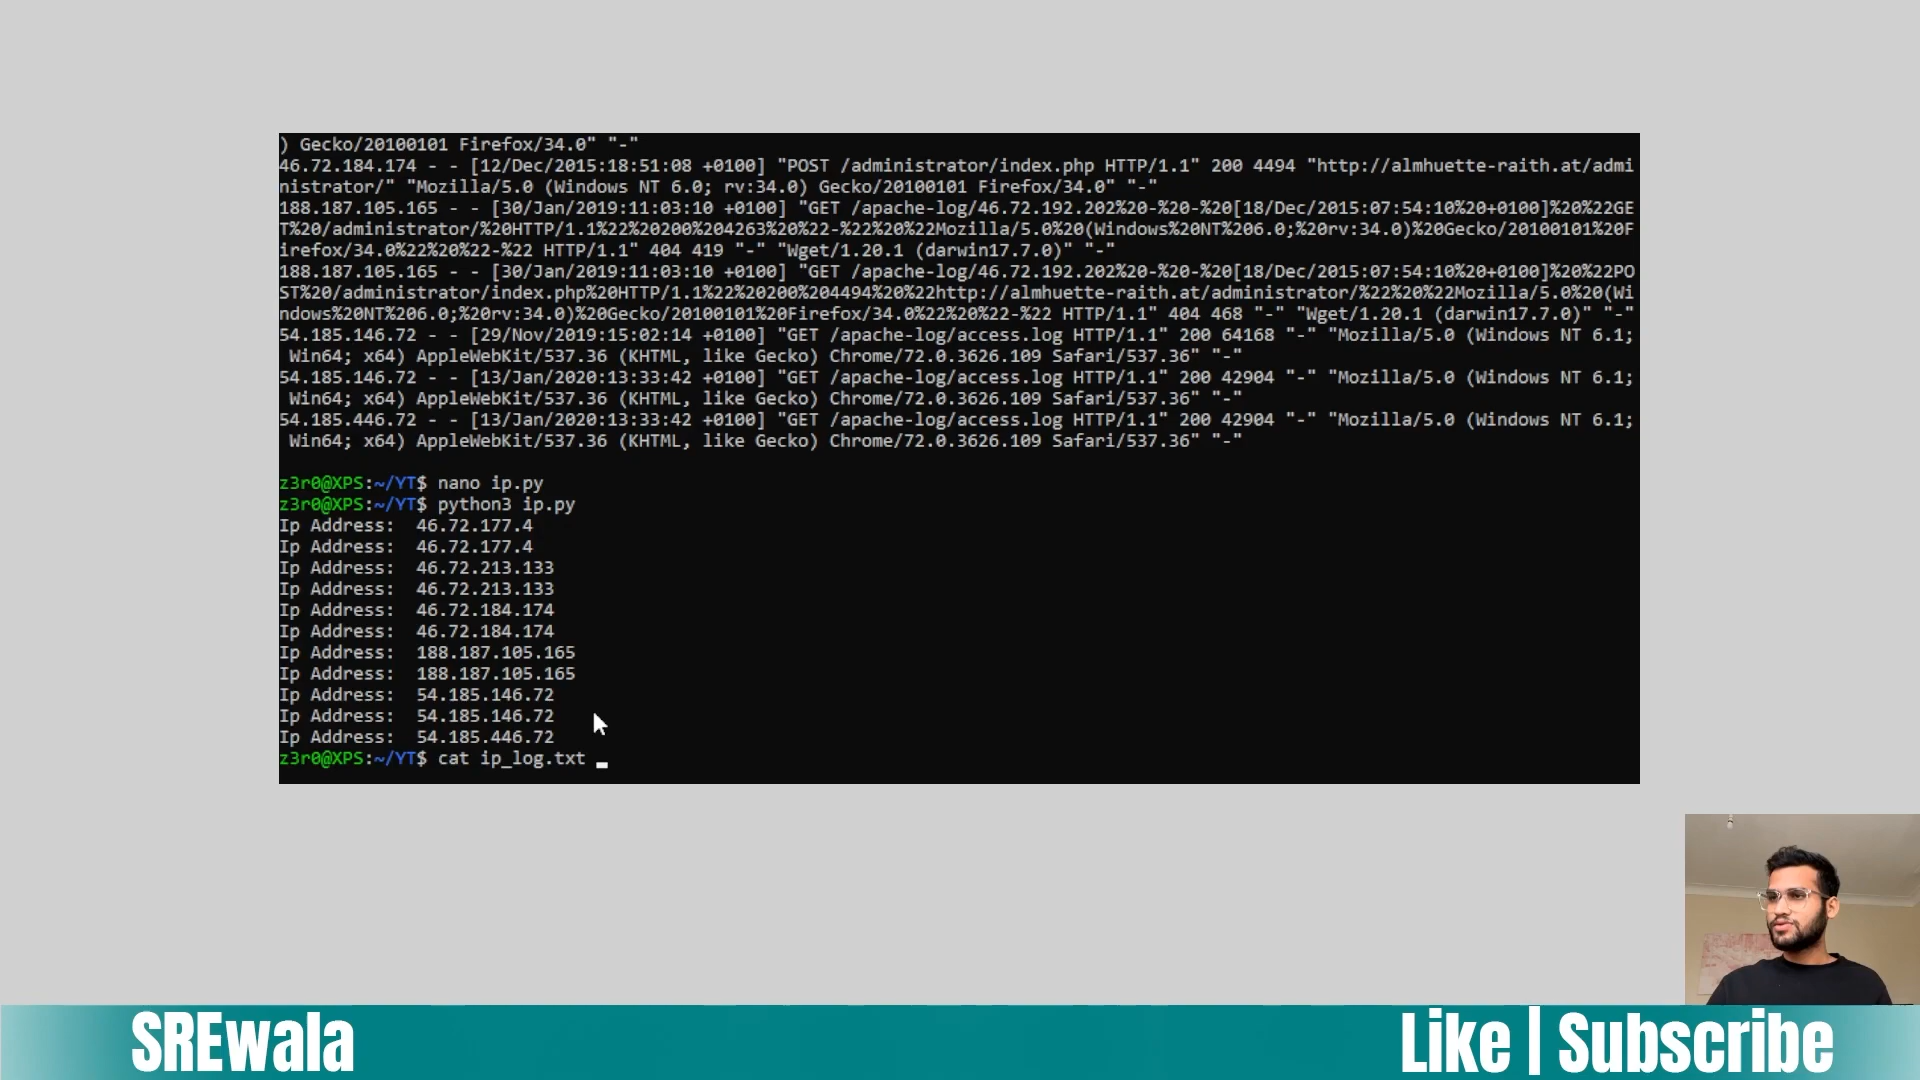 ) Gecko/20100101 Firefox/34.0" "-"
46.72.184.174 - - [12/Dec/2015:18:51:08 +0100] "POST /administrator/index.php HTTP/1.1" 200 4494 "http://almhuette-raith.at/admi
nistrator/" "Mozilla/5.0 (Windows NT 6.0; rv:34.0) Gecko/20100101 Firefox/34.0" "-"
188.187.105.165 - - [30/Jan/2019:11:03:10 +0100] "GET /apache-log/46.72.192.202%20-%20-%20[18/Dec/2015:07:54:10%20+0100]%20%22GE
T%20/administrator/%20HTTP/1.1%22%20200%204263%20%22-%22%20%22Mozilla/5.0%20(Windows%20NT%206.0;%20rv:34.0)%20Gecko/20100101%20F
irefox/34.0%22%20%22-%22 HTTP/1.1" 404 419 "-" "Wget/1.20.1 (darwin17.7.0)" "-"
188.187.105.165 - - [30/Jan/2019:11:03:10 +0100] "GET /apache-log/46.72.192.202%20-%20-%20[18/Dec/2015:07:54:10%20+0100]%20%22PO
ST%20/administrator/index.php%20HTTP/1.1%22%20200%204494%20%22http://almhuette-raith.at/administrator/%22%20%22Mozilla/5.0%20(Wi
ndows%20NT%206.0;%20rv:34.0)%20Gecko/20100101%20Firefox/34.0%22%20%22-%22 HTTP/1.1" 404 468 "-" "Wget/1.20.1 (darwin17.7.0)" "-"
54.185.146.72 - - [29/Nov/2019:15:02:14 +0100] "GET /apache-log/access.log HTTP/1.1" 200 64168 "-" "Mozilla/5.0 (Windows NT 6.1;
Win64; x64) AppleWebKit/537.36 (KHTML, like Gecko) Chrome/72.0.3626.109 Safari/537.36" "-"
54.185.146.72 - - [13/Jan/2020:13:33:42 +0100] "GET /apache-log/access.log HTTP/1.1" 200 42904 "-" "Mozilla/5.0 (Windows NT 6.1;
Win64; x64) AppleWebKit/537.36 (KHTML, like Gecko) Chrome/72.0.3626.109 Safari/537.36" "-"
54.185.446.72 - - [13/Jan/2020:13:33:42 +0100] "GET /apache-log/access.log HTTP/1.1" 200 42904 "-" "Mozilla/5.0 (Windows NT 6.1;
Win64; x64) AppleWebKit/537.36 (KHTML, like Gecko) Chrome/72.0.3626.109 Safari/537.36" "-"
z3r0@XPS:~/YT$ nano ip.py
z3r0@XPS:~/YT$ python3 ip.py
Ip Address:  46.72.177.4
Ip Address:  46.72.177.4
Ip Address:  46.72.213.133
Ip Address:  46.72.213.133
Ip Address:  46.72.184.174
Ip Address:  46.72.184.174
Ip Address:  188.187.105.165
Ip Address:  188.187.105.165
Ip Address:  54.185.146.72
Ip Address:  54.185.146.72
Ip Address:  54.185.446.72
z3r0@XPS:~/YT$ cat ip_log.txt
SREwala
Like | Subscribe